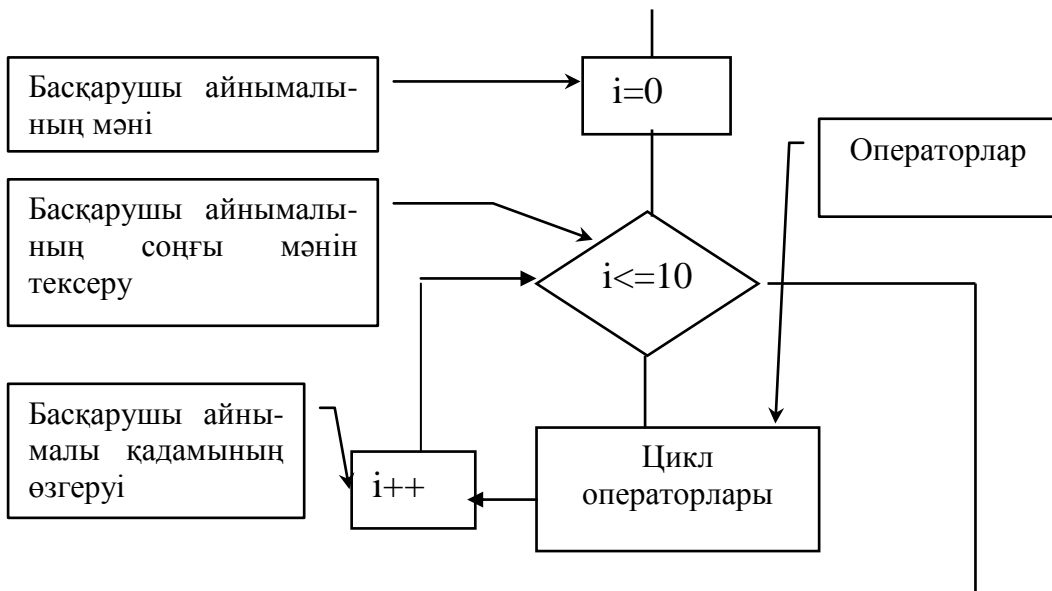 Басқарушы айнымалы-
ның мәні
i=0
Операторлар
Басқарушы айнымалы-
ның соңғы мәнін
тексеру
i<=10
Басқарушы айны-
малы қадамының
өзгеруі
i++
Цикл
операторлары